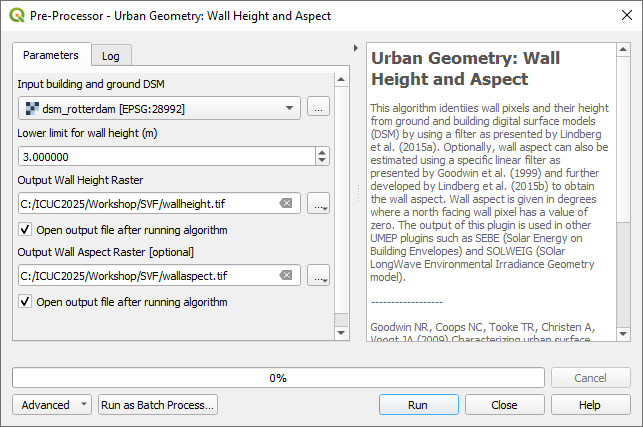 Pre-Processor - Urban Geometry: Wall Height and Aspect
Parameters
Log
Input building and ground DSM
dsm_rotterdam [EPSG:28992]
...
Lower limit for wall height (m)
3.000000
Output Wall Height Raster
C:/ICUC2025/Workshop/SVF/wallheight.tif
...
Open output file after running algorithm
Output Wall Aspect Raster [optional]
C:/ICUC2025/Workshop/SVF/wallaspect.tif
...
Open output file after running algorithm
Urban Geometry: Wall
Height and Aspect
This algorithm identiies wall pixels and their height
from ground and building digital surface models
(DSM) by using a filter as presented by Lindberg
et al. (2015a). Optionally, wall aspect can also be
estimated using a specific linear filter as
presented by Goodwin et al. (1999) and further
developed by Lindberg et al. (2015b) to obtain
the wall aspect. Wall aspect is given in degrees
where a north facing wall pixel has a value of
zero. The output of this plugin is used in other
UMEP plugins such as SEBE (Solar Energy on
Building Envelopes) and SOLWEIG (SOlar
LongWave Environmental Irradiance Geometry
model).
-----------------
Goodwin NR, Coops NC, Tooke TR, Christen A,
Voogt JA (2009) Characterizing urban surface
0%
Cancel
Advanced
Run as Batch Process...
Run
Close
Help